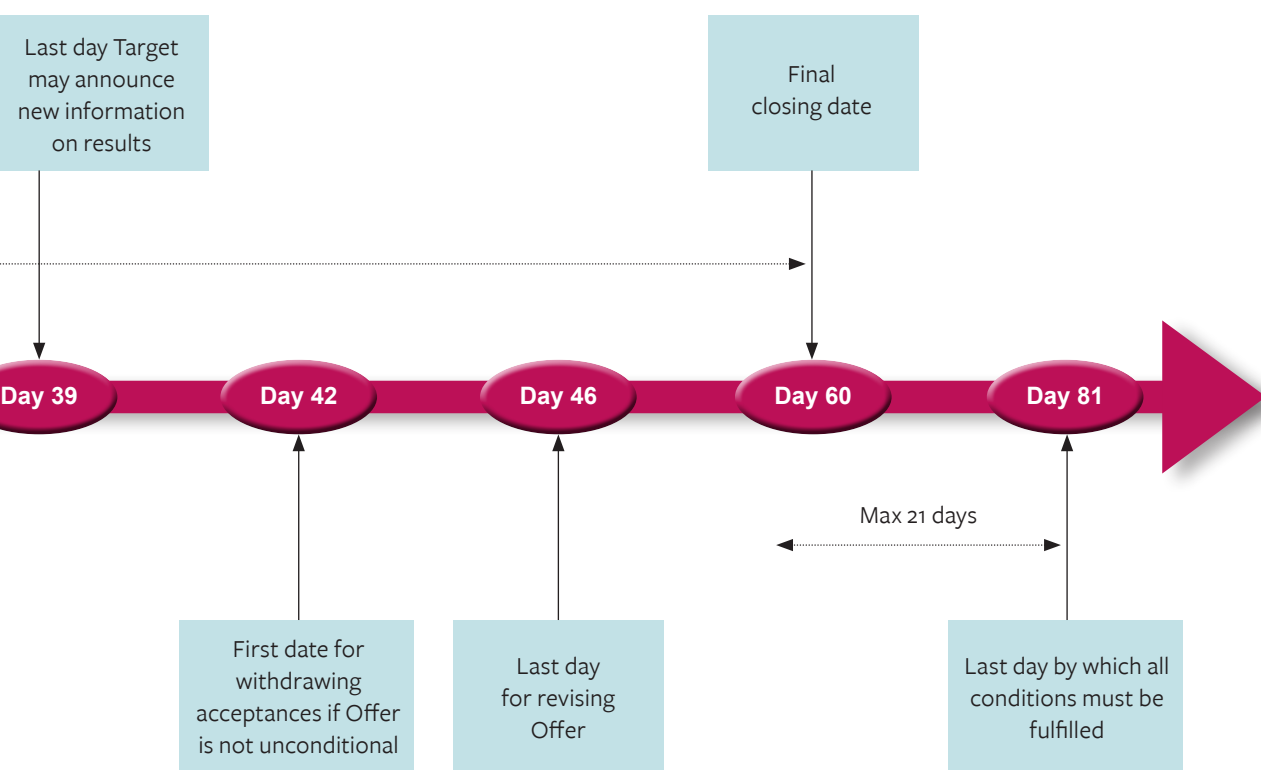 Last day Target
may announce
new information
on results
Final
closing date
Day 39
Day 42
Day 46
Day 60
Day 81
Max 21 days
First date for
withdrawing
acceptances if Offer
is not unconditional
Last day
for revising
Offer
Last day by which all
conditions must be
fulfilled